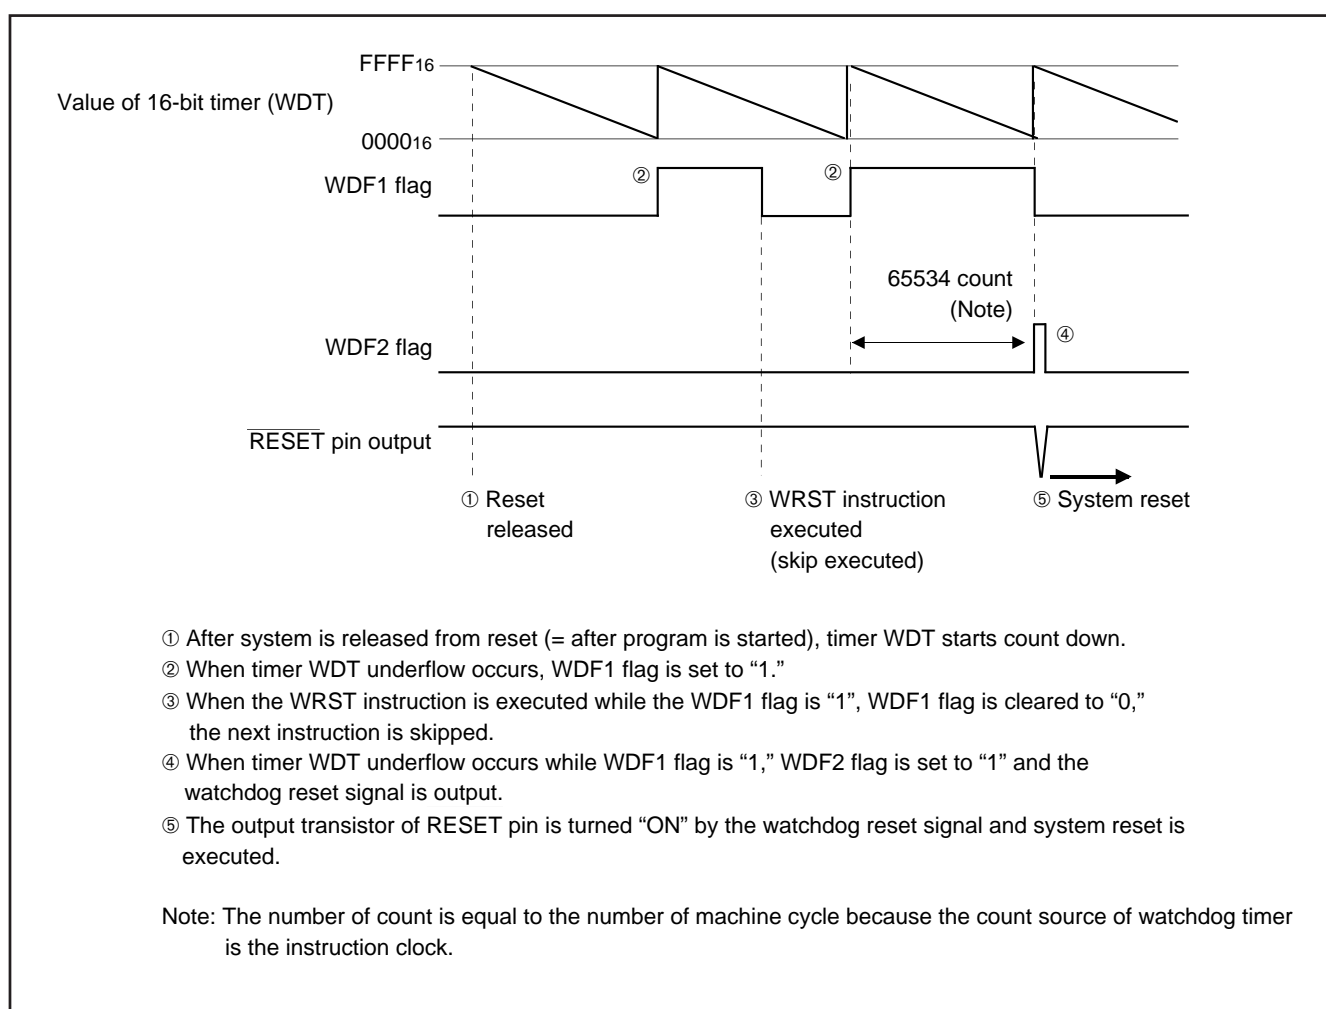 FFFF16
Value of 16-bit timer (WDT)
000016
WDF1 flag
②
②
65534 count
(Note)
WDF2 flag
④
RESET pin output
① Reset
released
③ WRST instruction
executed
(skip executed)
⑤ System reset
① After system is released from reset (= after program is started), timer WDT starts count down.
② When timer WDT underflow occurs, WDF1 flag is set to “1.”
③ When the WRST instruction is executed while the WDF1 flag is “1”, WDF1 flag is cleared to “0,”
the next instruction is skipped.
④ When timer WDT underflow occurs while WDF1 flag is “1,” WDF2 flag is set to “1” and the
watchdog reset signal is output.
⑤ The output transistor of RESET pin is turned “ON” by the watchdog reset signal and system reset is
executed.
Note: The number of count is equal to the number of machine cycle because the count source of watchdog timer
is the instruction clock.